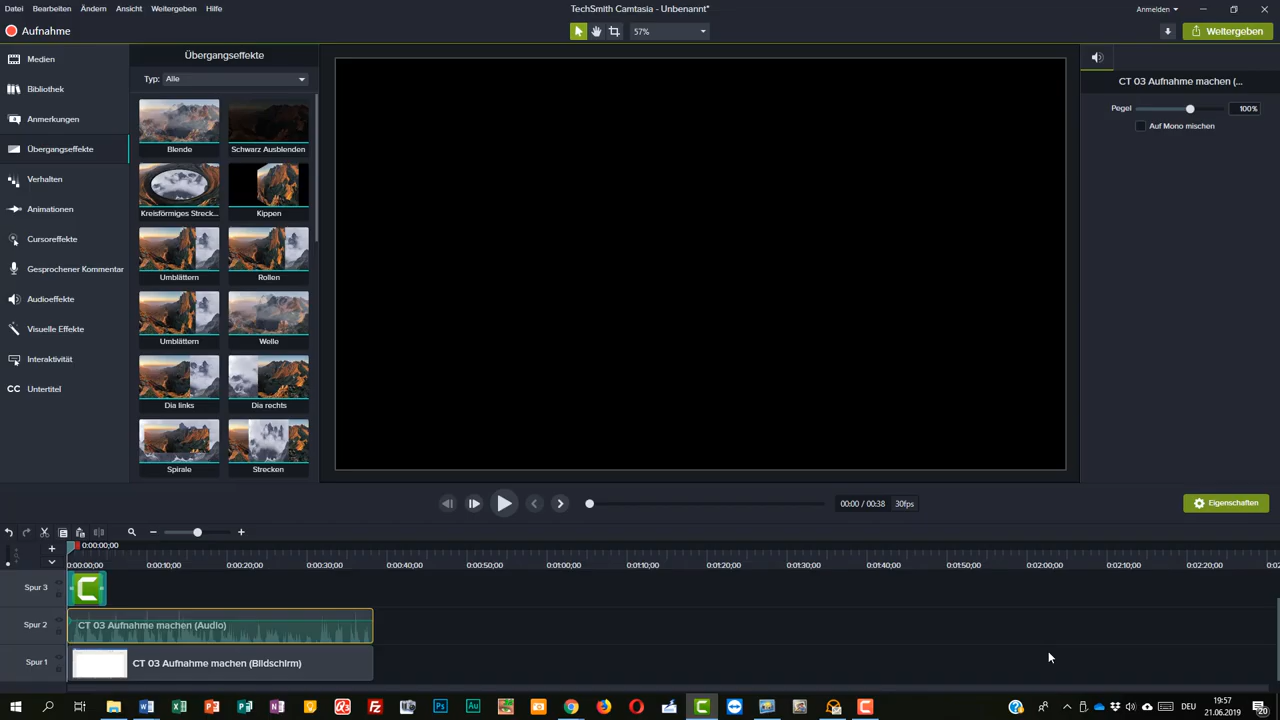 Datei Bearbeiten Ändern Ansicht Weitergeben Hilfe
TechSmith Camtasia - Unbenannt*
Anmelden
Aufnahme
57%
Weitergeben
Medien
Bibliothek
Anmerkungen
Übergangseffekte
Verhalten
Animationen
Cursoreffekte
Gesprochener Kommentar
Audioeffekte
Visuelle Effekte
Interaktivität
CC Untertitel
Übergangseffekte
Typ: Alle
Blende Schwarz Ausblenden
Kreisförmiges Streck... Kippen
Umblättern Rollen
Umblättern Welle
Dia links Dia rechts
Spirale Strecken
CT 03 Aufnahme machen (...
Pegel 100%
Auf Mono mischen
00:00 / 00:38 30fps
Eigenschaften
0:00:00;00
0:00:00;00 0:00:10;00 0:00:20;00 0:00:30;00 0:00:40;00 0:00:50;00 0:01:00;00 0:01:10;00 0:01:20;00 0:01:30;00 0:01:40;00 0:01:50;00 0:02:00;00 0:02:10;00 0:02:20;00
Spur 3
Spur 2 CT 03 Aufnahme machen (Audio)
Spur 1 CT 03 Aufnahme machen (Bildschirm)
DEU
19:57
21.06.2019